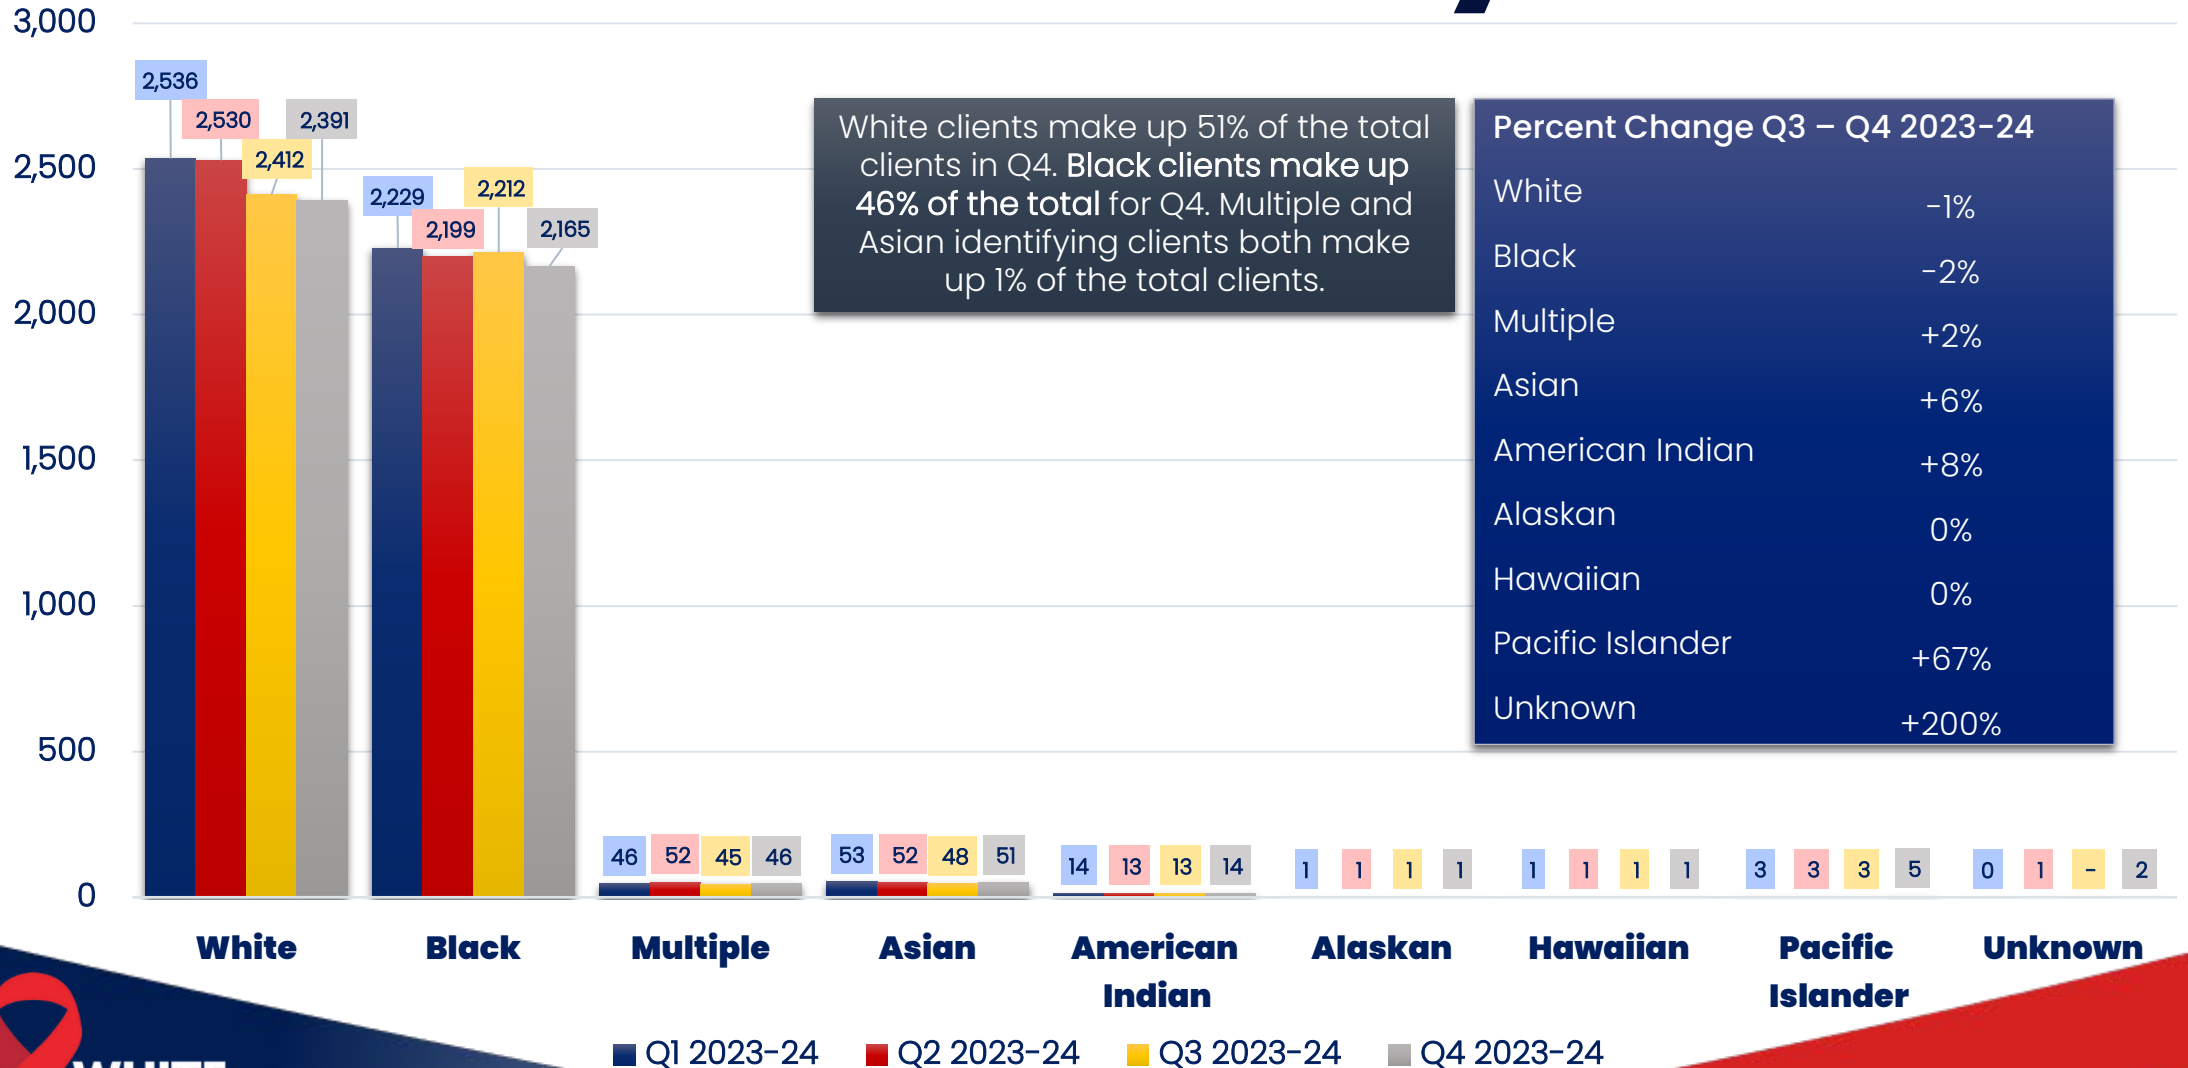 3,000
2,500
2,000
1,500
1,000
500
0
2,536
2,530
2,412
2,391
2,229
2,199
2,212
2,165
46
52
45
46
53
52
48
51
14
13
13
14
1
1
1
1
1
1
1
1
3
3
3
5
0
1
-
2
White clients make up 51% of the total
clients in Q4. Black clients make up
46% of the total for Q4. Multiple and
Asian identifying clients both make
up 1% of the total clients.
Percent Change Q3 – Q4 2023-24
White -1%
Black -2%
Multiple +2%
Asian +6%
American Indian +8%
Alaskan 0%
Hawaiian 0%
Pacific Islander +67%
Unknown +200%
White
Black
Multiple
Asian
American
Indian
Alaskan
Hawaiian
Pacific
Islander
Unknown
Q1 2023-24
Q2 2023-24
Q3 2023-24
Q4 2023-24